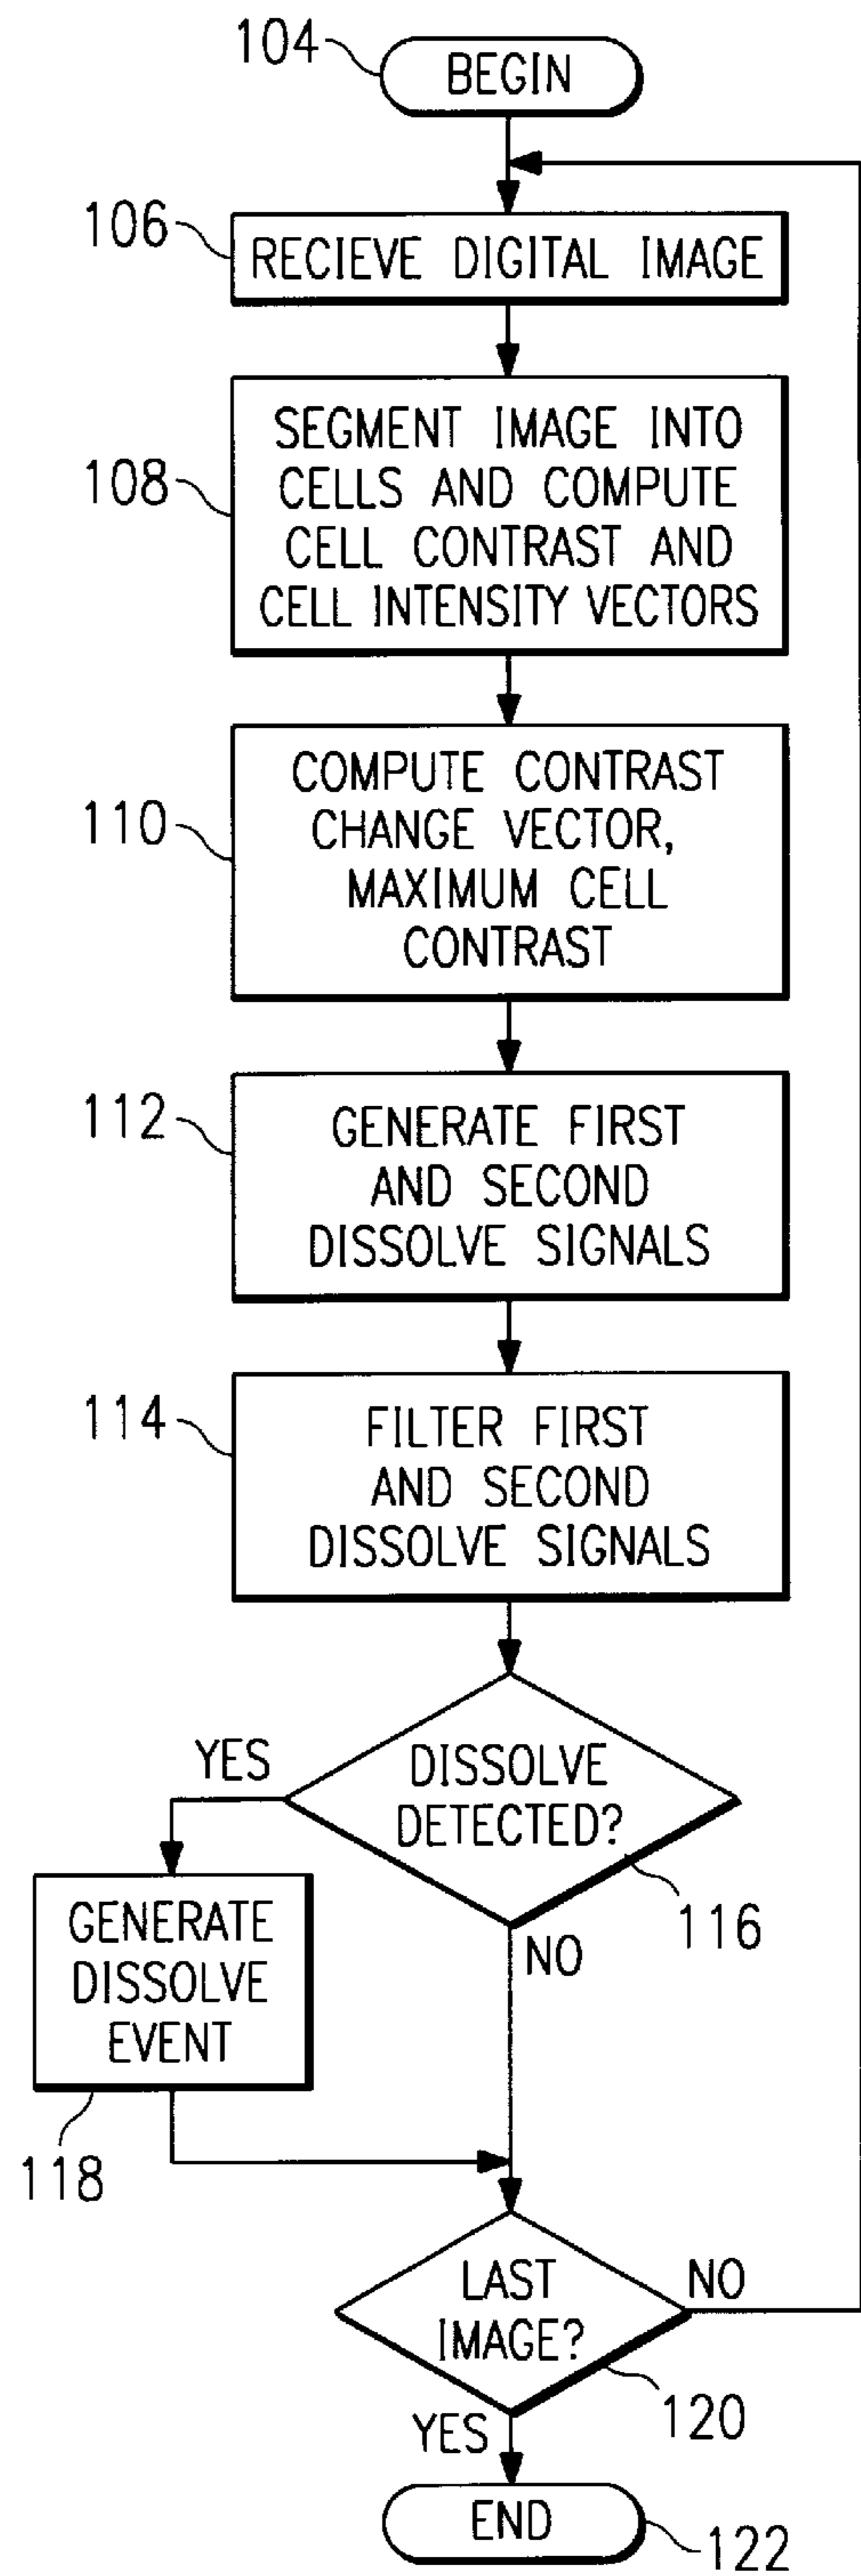 104
BEGIN
106
RECIEVE DIGITAL IMAGE
108
SEGMENT IMAGE INTO
CELLS AND COMPUTE
CELL CONTRAST AND
CELL INTENSITY VECTORS
110
COMPUTE CONTRAST
CHANGE VECTOR,
MAXIMUM CELL
CONTRAST
112
GENERATE FIRST
AND SECOND
DISSOLVE SIGNALS
114
FILTER FIRST
AND SECOND
DISSOLVE SIGNALS
YES
DISSOLVE
DETECTED?
116
NO
GENERATE
DISSOLVE
EVENT
118
LAST
IMAGE?
NO
120
YES
END
122